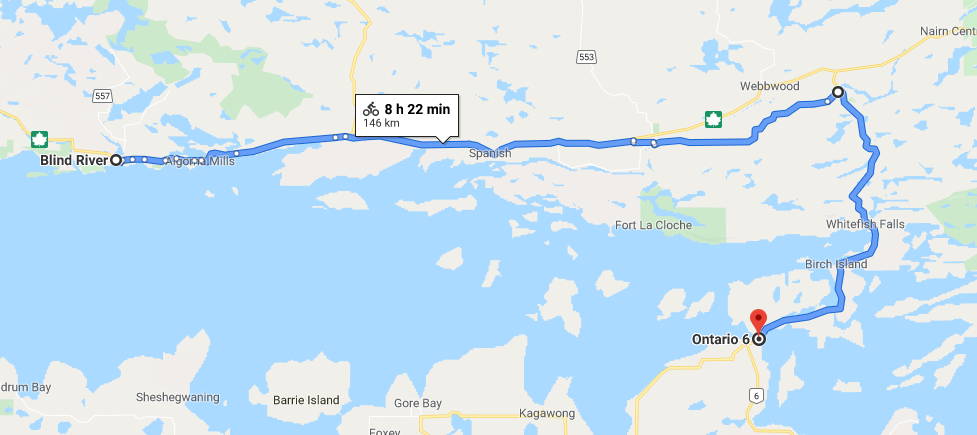 Nairn Cent
553
Webbwood
557
8 h 22 min
146 km
Spanish
Blind River
Algoma Mills
Fort La Cloche
Whitefish Falls
Birch Island
Ontario 6
drum Bay
Sheshegwaning
Barrie Island
Gore Bay
6
Kagawong
Foxey